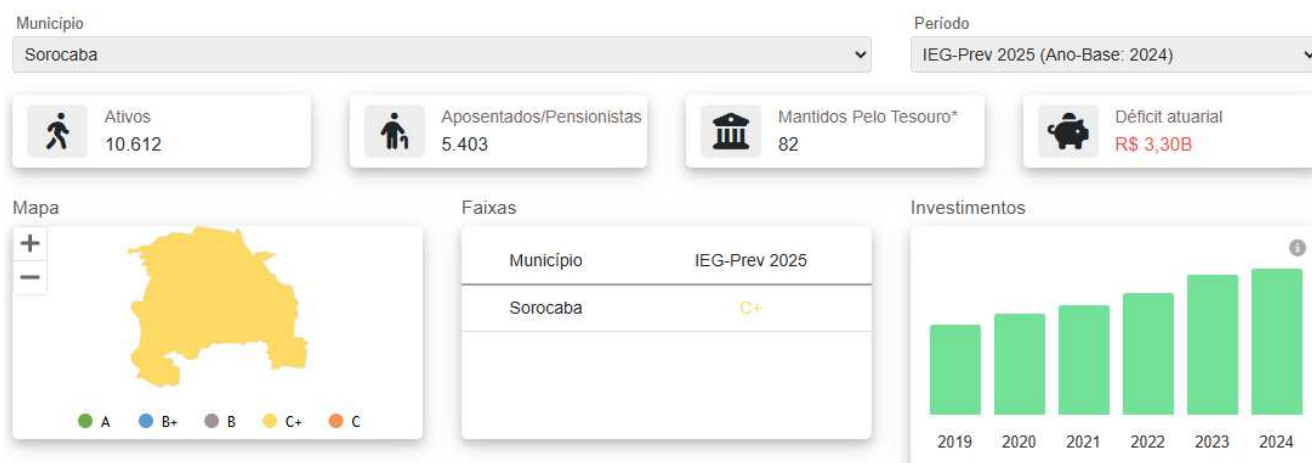 Município
Período
Sorocaba
IEG-Prev 2025 (Ano-Base: 2024)
Ativos
10.612
Aposentados/Pensionistas
5.403
Mantidos Pelo Tesouro*
82
Déficit atuarial
R$ 3,30B
Mapa
+
−
A B+ B C+ C
Faixas
Município IEG-Prev 2025
Sorocaba C+
Investimentos
i
2019 2020 2021 2022 2023 2024